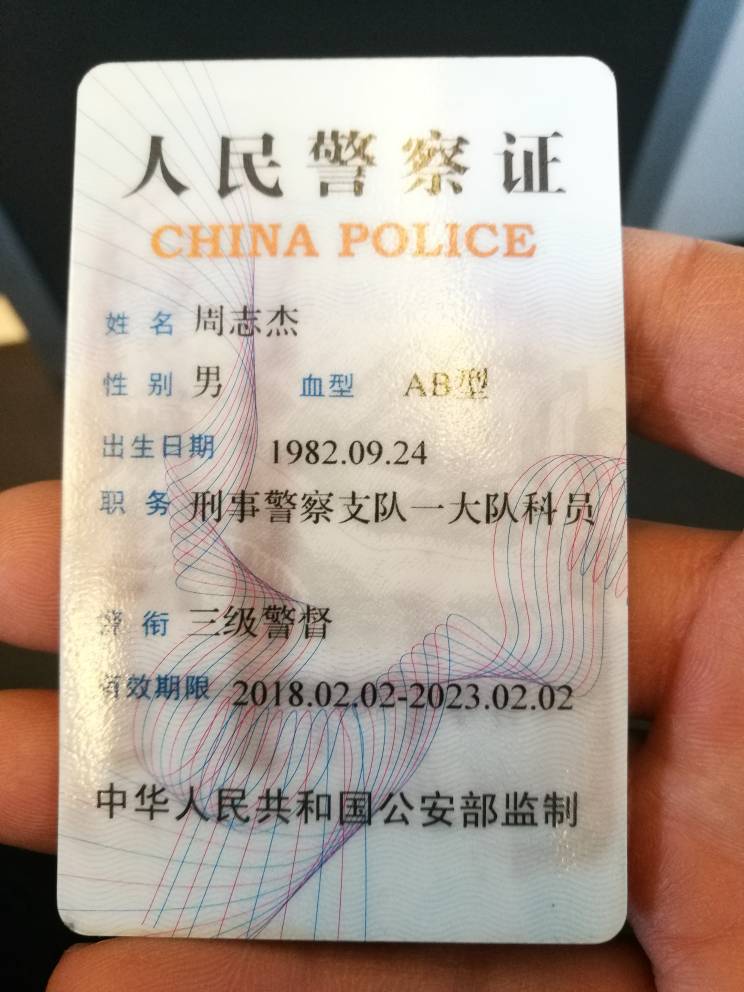 人民警察证
CHINA POLICE
姓 名 周志杰
性 别 男 血型 AB型
出生日期 1982.09.24
职 务 刑事警察支队一大队科员
警 衔 三级警督
有效期限 2018.02.02-2023.02.02
中华人民共和国公安部监制